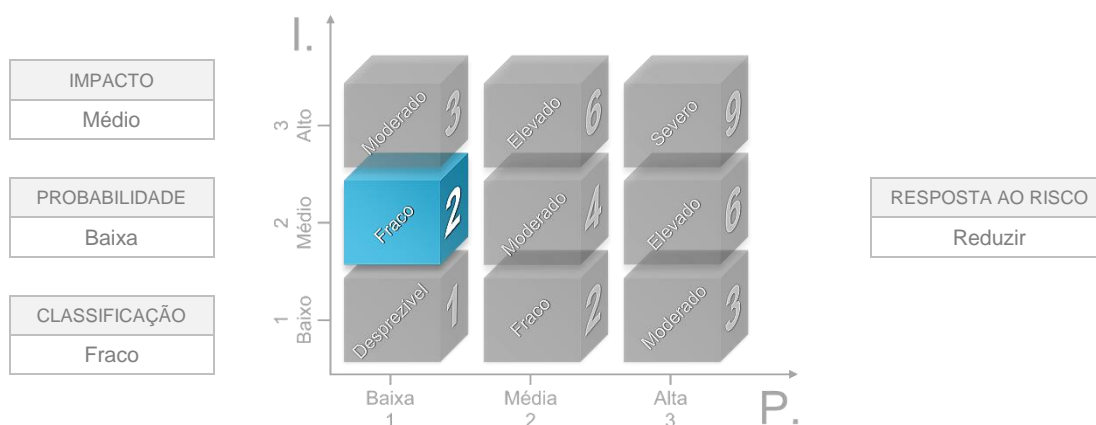 IMPACTO
Médio
PROBABILIDADE
Baixa
CLASSIFICAÇÃO
Fraco
I.
3
Alto
2
Médio
1
Baixo
Moderado 3
Elevado 6
Severo 9
Fraco 2
Moderado 4
Elevado 6
Desprezível 1
Fraco 2
Moderado 3
Baixa
1
Média
2
Alta
3
P.
RESPOSTA AO RISCO
Reduzir